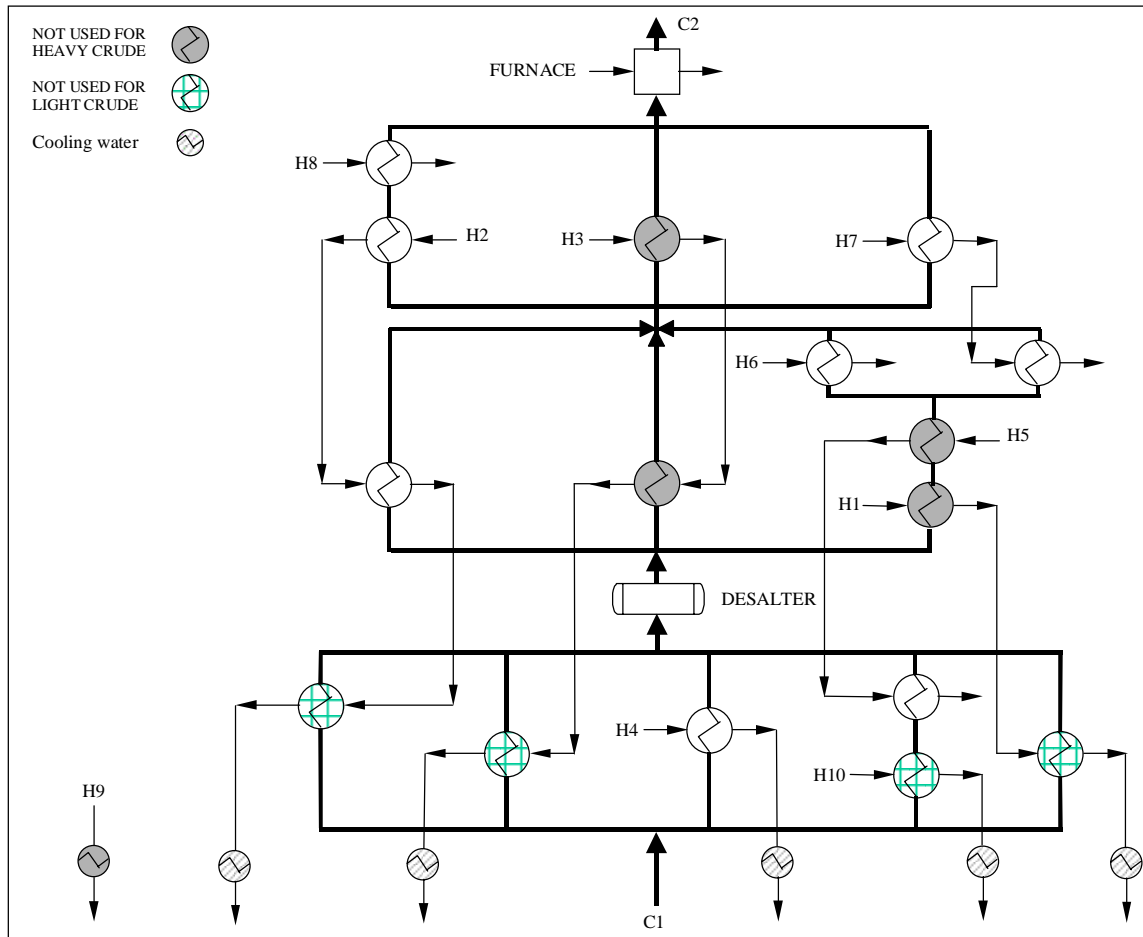 NOT USED FOR
HEAVY CRUDE
NOT USED FOR
LIGHT CRUDE
Cooling water
C2
FURNACE
H8
H2
H3
H7
H6
H5
H1
DESALTER
H4
H10
H9
C1